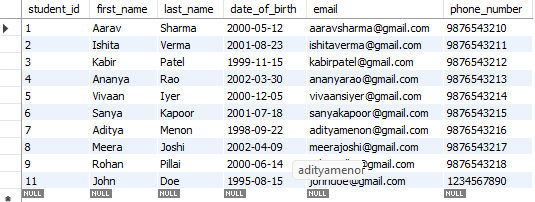 student_id first_name last_name date_of_birth email phone_number
1 Aarav Sharma 2000-05-12 aaravsharma@gmail.com 9876543210
2 Ishita Verma 2001-08-23 ishitaverma@gmail.com 9876543211
3 Kabir Patel 1999-11-15 kabirpatel@gmail.com 9876543212
4 Ananya Rao 2002-03-30 ananyarao@gmail.com 9876543213
5 Vivaan Iyer 2000-12-05 vivaansiyer@gmail.com 9876543214
6 Sanya Kapoor 2001-07-18 sanyakapoor@gmail.com 9876543215
7 Aditya Menon 1998-09-22 adityamenon@gmail.com 9876543216
8 Meera Joshi 2002-04-09 meerajoshi@gmail.com 9876543217
9 Rohan Pillai 2000-06-14 @gmail.com 9876543218
adityamenor
11 John Doe 1995-08-15 johndoe@gmail.com 1234567890
NULL NULL NULL NULL NULL NULL